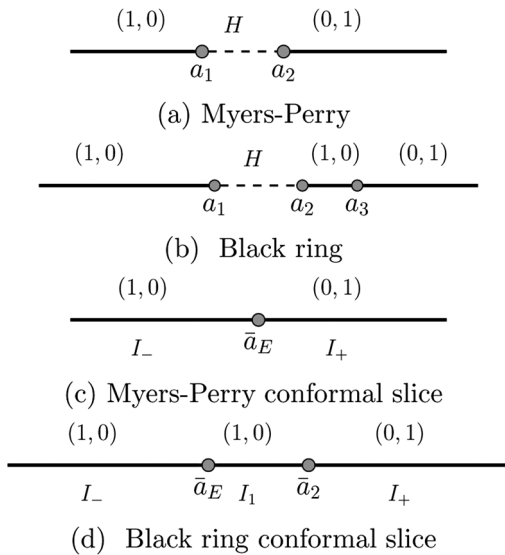 (1, 0) H (0, 1)
a₁ a₂
(a) Myers-Perry
(1, 0) H (1, 0) (0, 1)
a₁ a₂ a₃
(b) Black ring
(1, 0) (0, 1)
I₋ ā_E I₊
(c) Myers-Perry conformal slice
(1, 0) (1, 0) (0, 1)
I₋ ā_E I₁ ā₂ I₊
(d) Black ring conformal slice